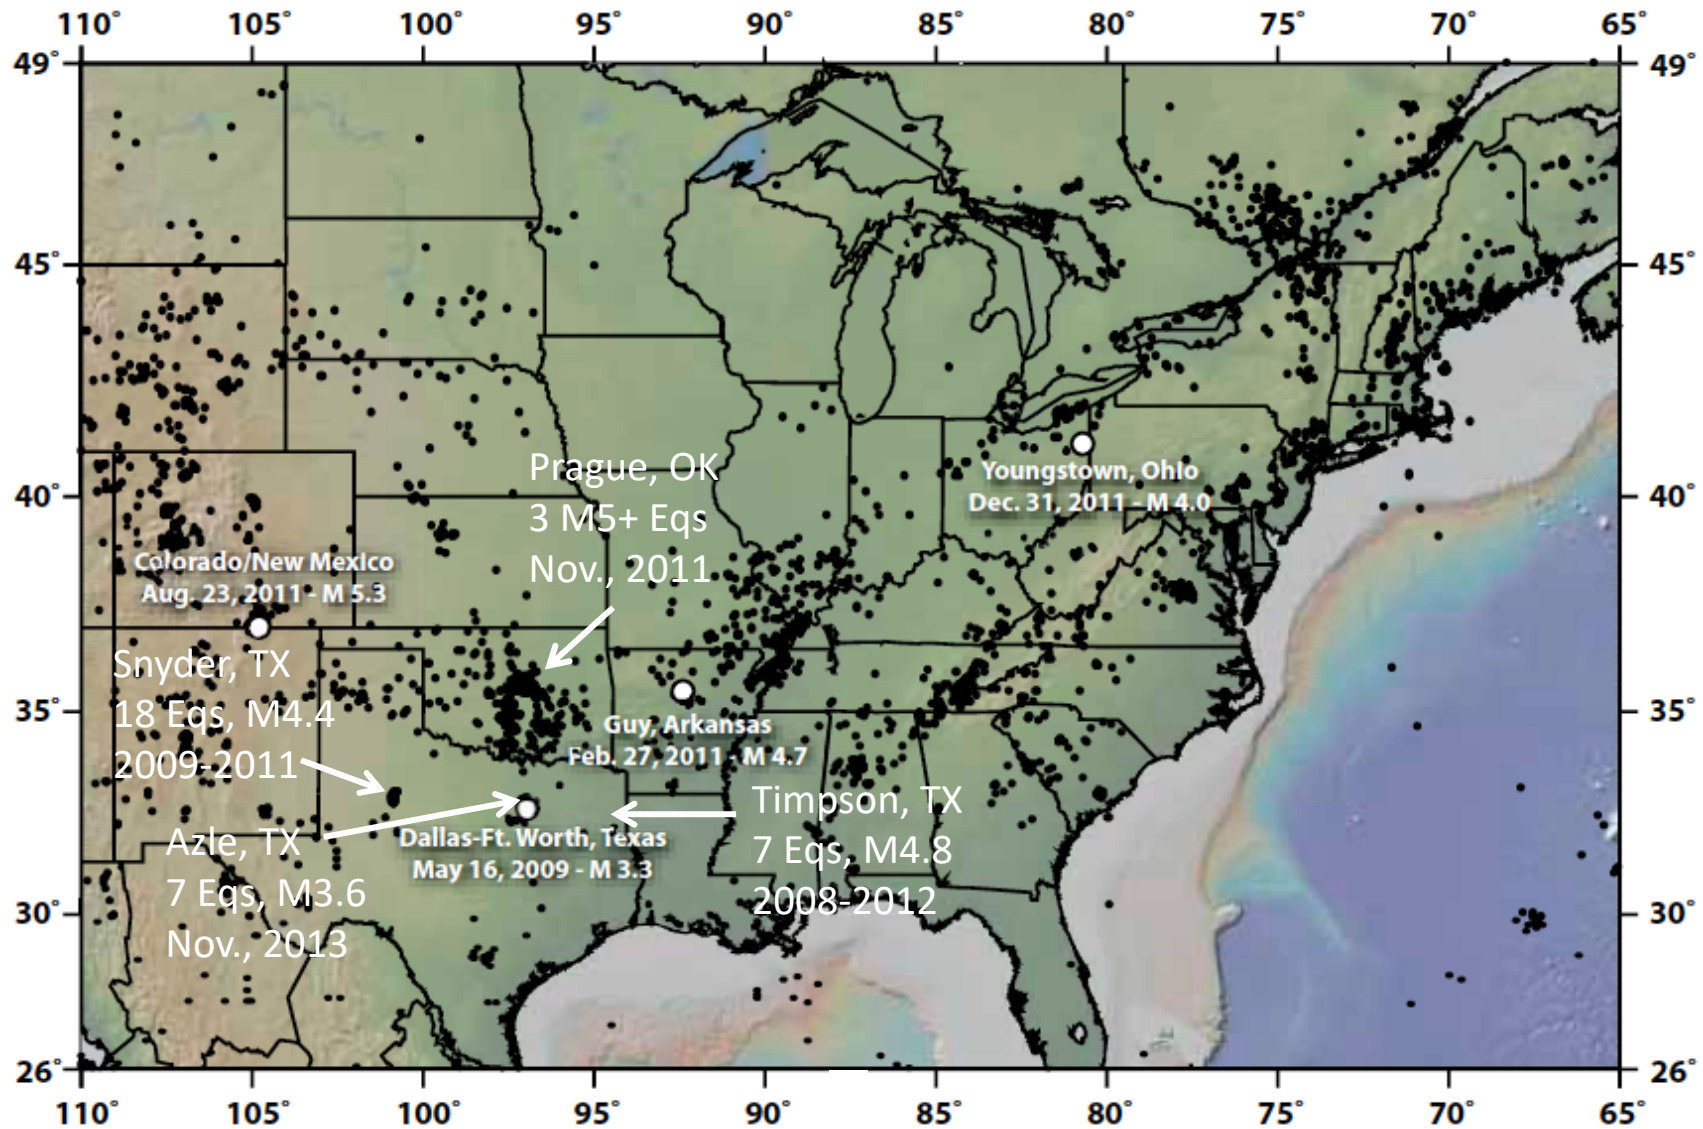 110° 105° 100° 95° 90° 85° 80° 75° 70° 65°
49° 49°
45° 45°
40° 40°
35° 35°
30° 30°
26° 26°
Prague, OK
3 M5+ Eqs
Nov., 2011
Youngstown, Ohio
Dec. 31, 2011 - M 4.0
Colorado/New Mexico
Aug. 23, 2011 - M 5.3
Snyder, TX
18 Eqs, M4.4
2009-2011
Guy, Arkansas
Feb. 27, 2011 - M 4.7
Azle, TX
7 Eqs, M3.6
Nov., 2013
Dallas-Ft. Worth, Texas
May 16, 2009 - M 3.3
Timpson, TX
7 Eqs, M4.8
2008-2012
110° 105° 100° 95° 90° 85° 80° 75° 70° 65°